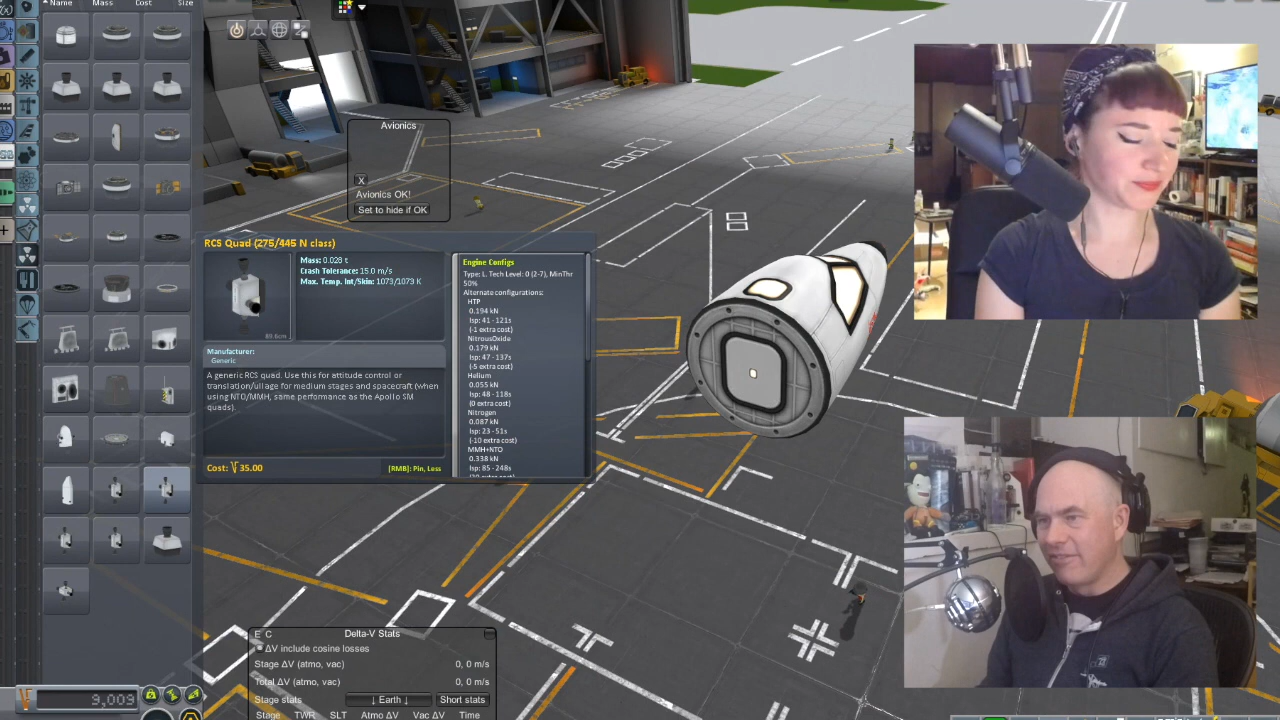 Name Mass Cost Size
Avionics
X
Avionics OK!
Set to hide if OK
RCS Quad (275/445 N class)
Mass: 0.028 t
Crash Tolerance: 15.0 m/s
Max. Temp. Int/Skin: 1073/1073 K
89.6cm
Manufacturer:
Generic
A generic RCS quad. Use this for attitude control or
translation/ullage for medium stages and spacecraft (when
using NTO/MMH, same performance as the Apollo SM
quads).
Cost: 35.00
[RMB]: Pin, Less
Engine Configs
Type: L. Tech Level: 0 (2-7), MinThr
50%
Alternate configurations:
HTP
0.194 kN
Isp: 41 - 121s
(-1 extra cost)
NitrousOxide
0.179 kN
Isp: 47 - 137s
(-5 extra cost)
Helium
0.055 kN
Isp: 48 - 118s
(0 extra cost)
Nitrogen
0.087 kN
Isp: 23 - 51s
(-10 extra cost)
MMH+NTO
0.338 kN
Isp: 85 - 248s
E C Delta-V Stats
ΔV include cosine losses
Stage ΔV (atmo, vac) 0, 0 m/s
Total ΔV (atmo, vac) 0, 0 m/s
Stage stats ↓ Earth ↓ Short stats
Stage TWR SLT Atmo ΔV Vac ΔV Time
9,009